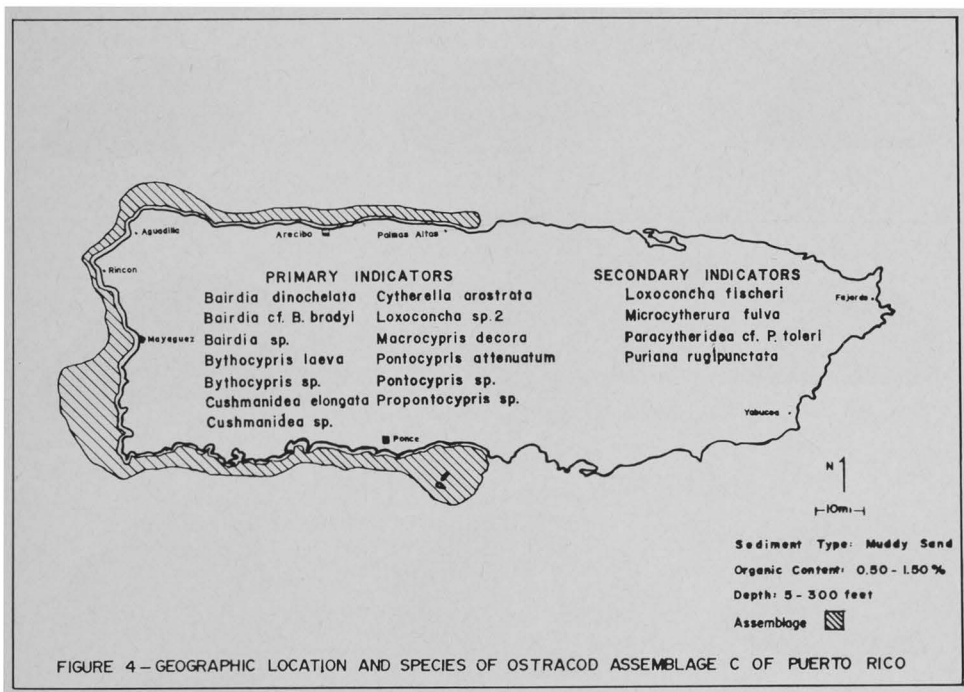 Aguadilla
Arecibo
Palmas Altas
Rincon
Mayaguez
Ponce
Fajardo
Yabucoa
PRIMARY INDICATORS
Bairdia dinochelata
Bairdia cf. B. bradyi
Bairdia sp.
Bythocypris laeva
Bythocypris sp.
Cushmanidea elongata
Cushmanidea sp.
Cytherella arostrata
Loxoconcha sp. 2
Macrocypris decora
Pontocypris attenuatum
Pontocypris sp.
Propontocypris sp.
SECONDARY INDICATORS
Loxoconcha fischeri
Microcytherura fulva
Paracytheridea cf. P. toleri
Puriana rugipunctata
N
10mi
Sediment Type: Muddy Sand
Organic Content: 0.50 - 1.50 %
Depth: 5 - 300 feet
Assemblage
FIGURE 4 – GEOGRAPHIC LOCATION AND SPECIES OF OSTRACOD ASSEMBLAGE C OF PUERTO RICO